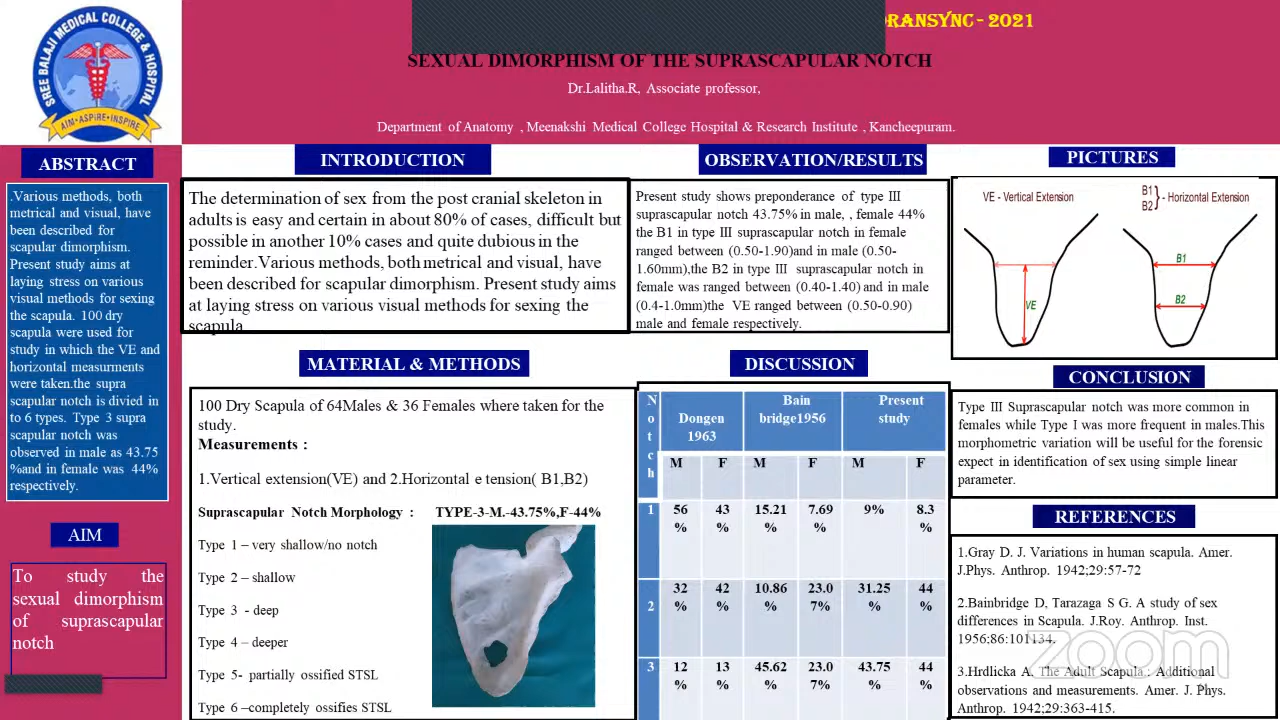 SREE BALAJI MEDICAL COLLEGE & HOSPITAL
AIM - ASPIRE - INSPIRE
SEXUAL DIMORPHISM OF THE SUPRASCAPULAR NOTCH
Dr.Lalitha.R, Associate professor,
Department of Anatomy , Meenakshi Medical College Hospital & Research Institute , Kancheepuram.
ABSTRACT
.Various methods, both
metrical and visual, have
been described for
scapular dimorphism.
Present study aims at
laying stress on various
visual methods for sexing
the scapula. 100 dry
scapula were used for
study in which the VE and
horizontal measurments
were taken.the supra
scapular notch is divied in
to 6 types. Type 3 supra
scapular notch was
observed in male as 43.75
%and in female was 44%
respectively.
AIM
To study the
sexual dimorphism
of suprascapular
notch
INTRODUCTION
The determination of sex from the post cranial skeleton in
adults is easy and certain in about 80% of cases, difficult but
possible in another 10% cases and quite dubious in the
reminder.Various methods, both metrical and visual, have
been described for scapular dimorphism. Present study aims
at laying stress on various visual methods for sexing the
scapula
MATERIAL & METHODS
100 Dry Scapula of 64Males & 36 Females where taken for the
study.
Measurements :
1.Vertical extension(VE) and 2.Horizontal e tension( B1,B2)
Suprascapular Notch Morphology : TYPE-3-M.-43.75%,F-44%
Type 1 – very shallow/no notch
Type 2 – shallow
Type 3 - deep
Type 4 – deeper
Type 5- partially ossified STSL
Type 6 –completely ossifies STSL
OBSERVATION/RESULTS
Present study shows preponderance of type III
suprascapular notch 43.75% in male, , female 44%
the B1 in type III suprascapular notch in female
ranged between (0.50-1.90)and in male (0.50-
1.60mm),the B2 in type III suprascapular notch in
female was ranged between (0.40-1.40) and in male
(0.4-1.0mm)the VE ranged between (0.50-0.90)
male and female respectively.
DISCUSSION
Notch Dongen 1963 Bain bridge1956 Present study
M F M F M F
1 56% 43% 15.21% 7.69% 9% 8.3%
2 32% 42% 10.86% 23.07% 31.25% 44%
3 12% 13% 45.62% 23.07% 43.75% 44%
PICTURES
VE - Vertical Extension
B1
B2 - Horizontal Extension
VE
B1
B2
CONCLUSION
Type III Suprascapular notch was more common in
females while Type I was more frequent in males.This
morphometric variation will be useful for the forensic
expect in identification of sex using simple linear
parameter.
REFERENCES
1.Gray D. J. Variations in human scapula. Amer.
J.Phys. Anthrop. 1942;29:57-72
2.Bainbridge D, Tarazaga S G. A study of sex
differences in Scapula. J.Roy. Anthrop. Inst.
1956;86:101134.
3.Hrdlicka A. The Adult Scapula.: Additional
observations and measurements. Amer. J. Phys.
Anthrop. 1942;29:363-415.
zoom